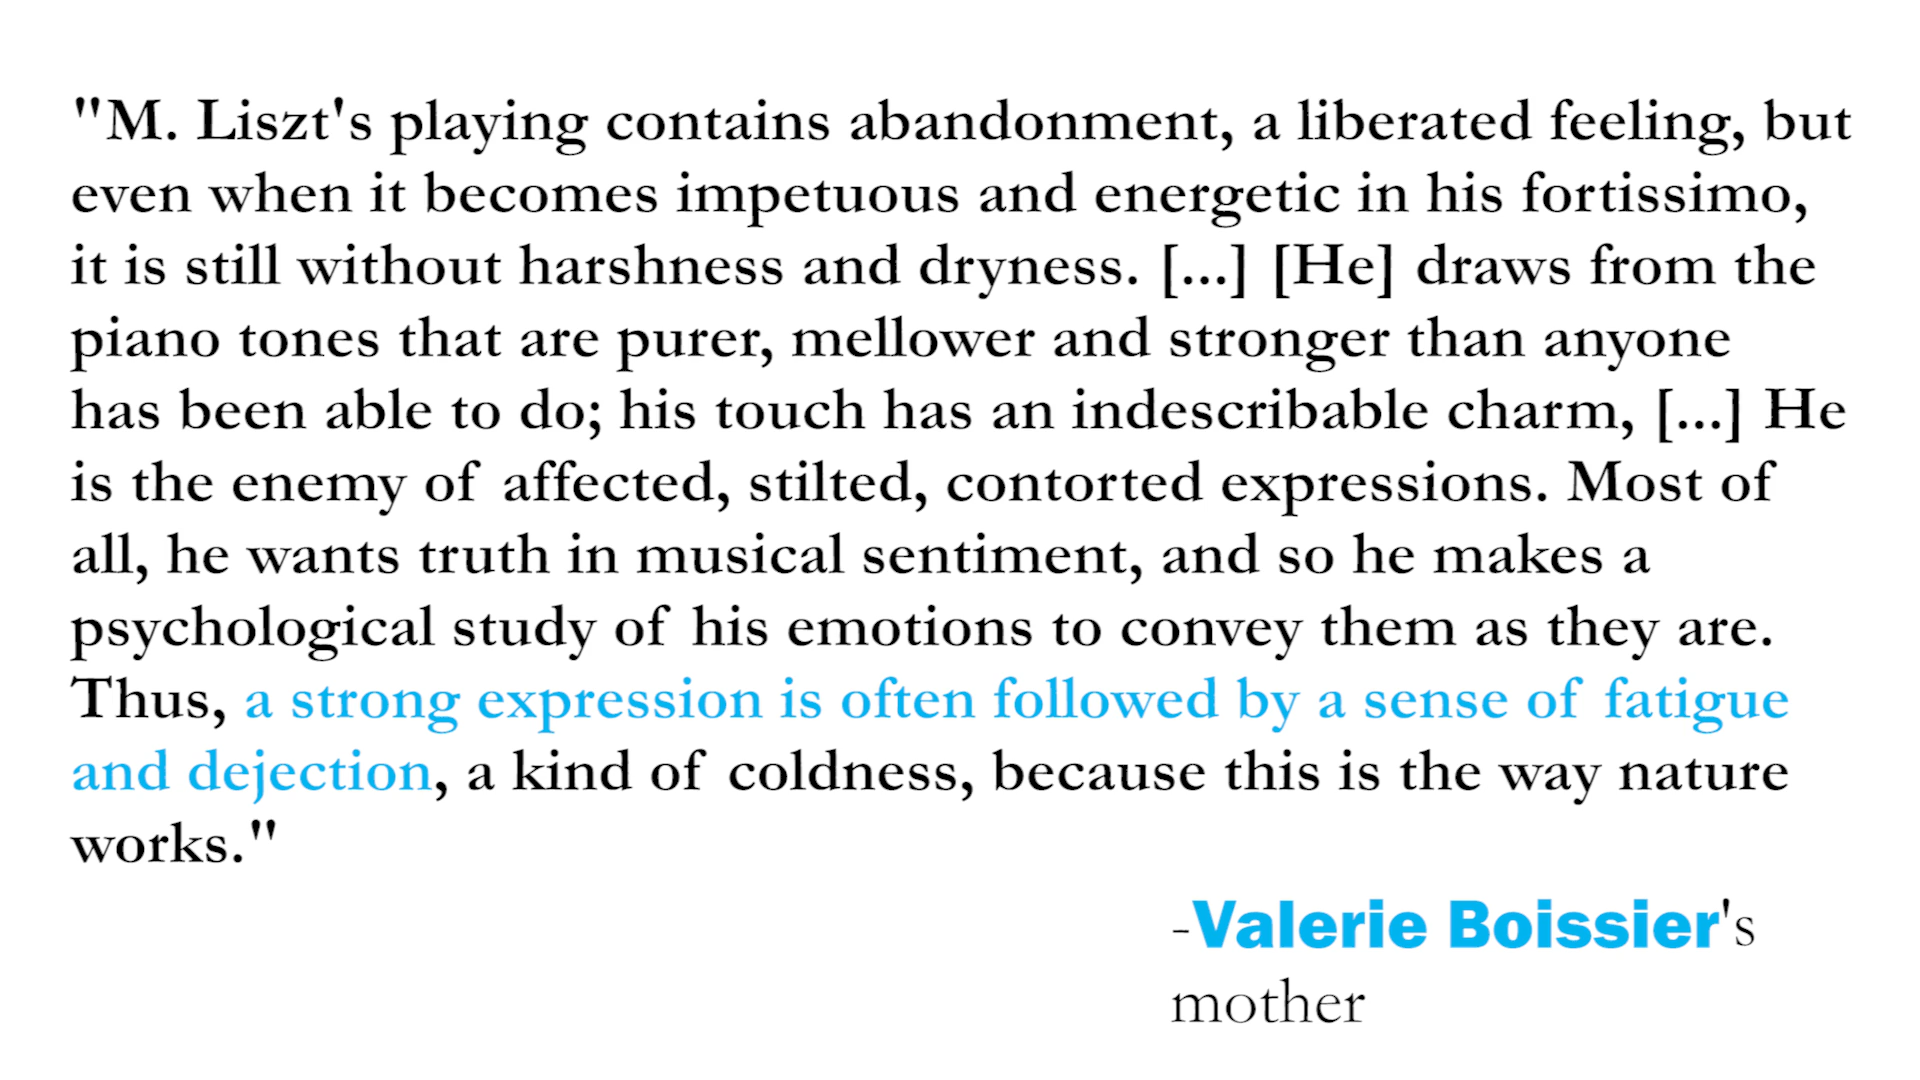 "M. Liszt's playing contains abandonment, a liberated feeling, but
even when it becomes impetuous and energetic in his fortissimo,
it is still without harshness and dryness. [...] [He] draws from the
piano tones that are purer, mellower and stronger than anyone
has been able to do; his touch has an indescribable charm, [...] He
is the enemy of affected, stilted, contorted expressions. Most of
all, he wants truth in musical sentiment, and so he makes a
psychological study of his emotions to convey them as they are.
Thus, a strong expression is often followed by a sense of fatigue
and dejection, a kind of coldness, because this is the way nature
works."
-Valerie Boissier's
mother